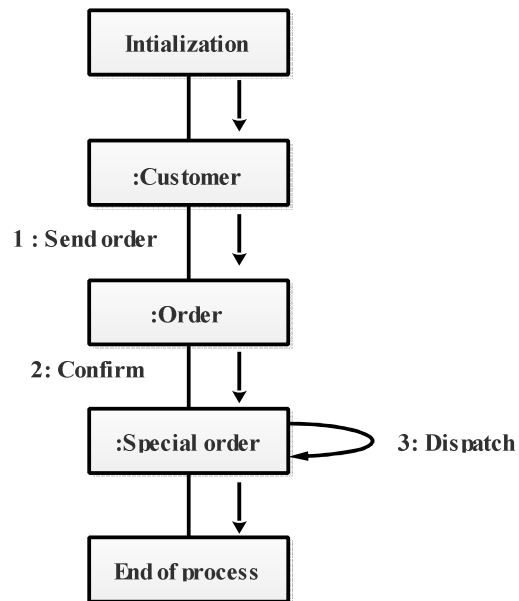 Intialization
:Customer
1 : Send order
:Order
2: Confirm
:Special order
3: Dispatch
End of process